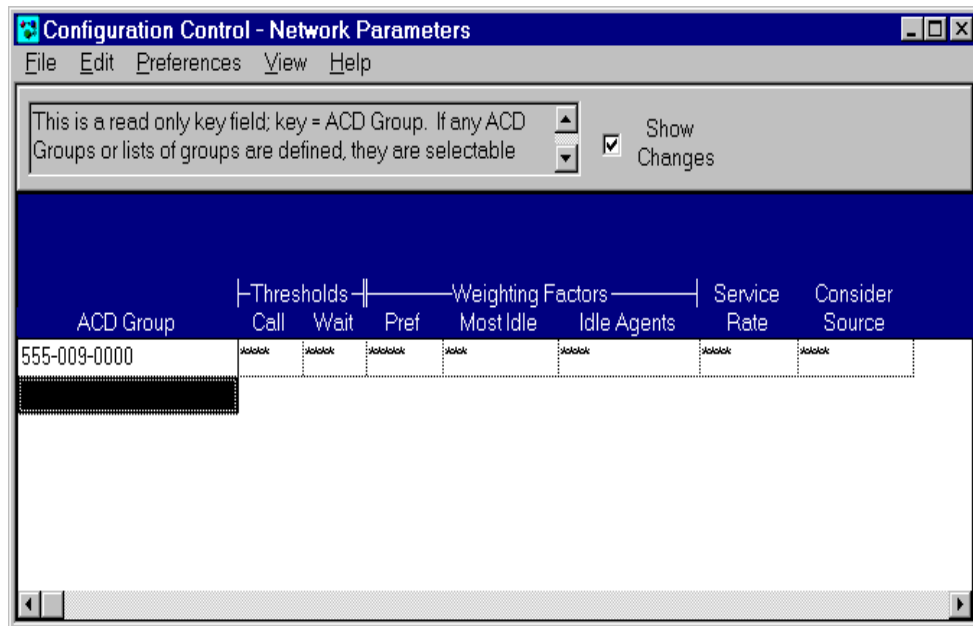 Configuration Control - Network Parameters
File Edit Preferences View Help
This is a read only key field; key = ACD Group. If any ACD
Groups or lists of groups are defined, they are selectable
Show
Changes
Thresholds Weighting Factors Service Consider
ACD Group Call Wait Pref Most Idle Idle Agents Rate Source
555-009-0000 ***** ***** ****** **** ***** ***** *****